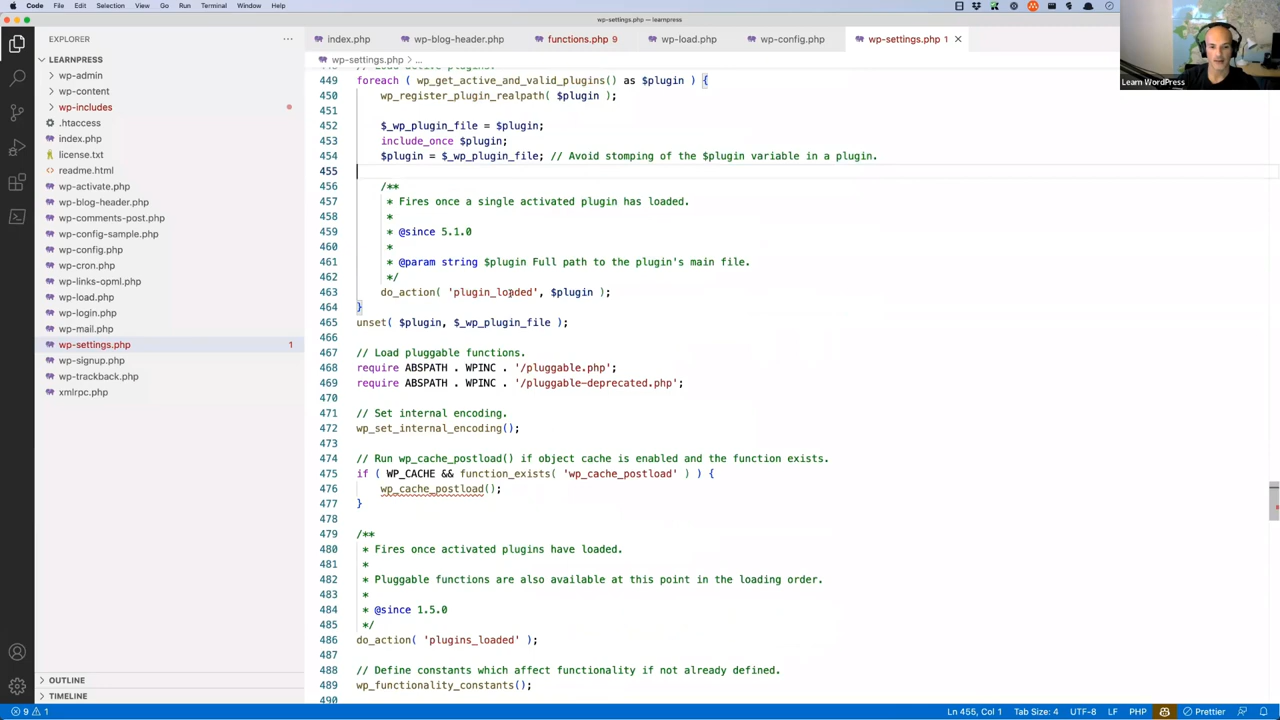 Code File Edit Selection View Go Run Terminal Window Help
wp-settings.php — learnpress
EXPLORER
LEARNPRESS
wp-admin
wp-content
wp-includes
.htaccess
index.php
license.txt
readme.html
wp-activate.php
wp-blog-header.php
wp-comments-post.php
wp-config-sample.php
wp-config.php
wp-cron.php
wp-links-opml.php
wp-load.php
wp-login.php
wp-mail.php
wp-settings.php 1
wp-signup.php
wp-trackback.php
xmlrpc.php
OUTLINE
TIMELINE
index.php wp-blog-header.php functions.php 9 wp-load.php wp-config.php wp-settings.php 1
wp-settings.php > ...
449 foreach ( wp_get_active_and_valid_plugins() as $plugin ) {
450 wp_register_plugin_realpath( $plugin );
451
452 $_wp_plugin_file = $plugin;
453 include_once $plugin;
454 $plugin = $_wp_plugin_file; // Avoid stomping of the $plugin variable in a plugin.
455
456 /**
457 * Fires once a single activated plugin has loaded.
458 *
459 * @since 5.1.0
460 *
461 * @param string $plugin Full path to the plugin's main file.
462 */
463 do_action( 'plugin_loaded', $plugin );
464 }
465 unset( $plugin, $_wp_plugin_file );
466
467 // Load pluggable functions.
468 require ABSPATH . WPINC . '/pluggable.php';
469 require ABSPATH . WPINC . '/pluggable-deprecated.php';
470
471 // Set internal encoding.
472 wp_set_internal_encoding();
473
474 // Run wp_cache_postload() if object cache is enabled and the function exists.
475 if ( WP_CACHE && function_exists( 'wp_cache_postload' ) ) {
476 wp_cache_postload();
477 }
478
479 /**
480 * Fires once activated plugins have loaded.
481 *
482 * Pluggable functions are also available at this point in the loading order.
483 *
484 * @since 1.5.0
485 */
486 do_action( 'plugins_loaded' );
487
488 // Define constants which affect functionality if not already defined.
489 wp_functionality_constants();
490
Learn WordPress
9 1 Ln 455, Col 1 Tab Size: 4 UTF-8 LF PHP Prettier